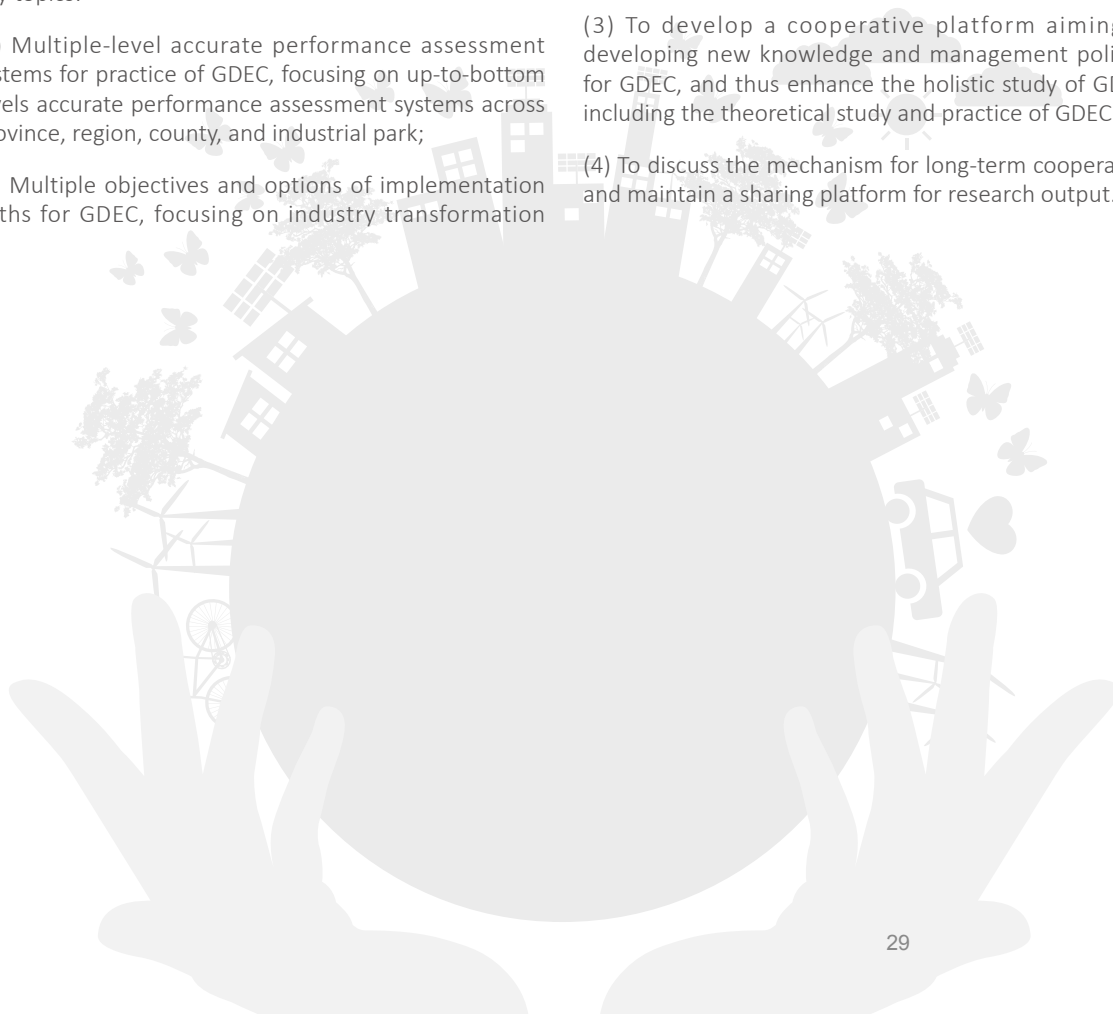 topics.
Multiple-level accurate performance assessment
stems for practice of GDEC, focusing on up-to-bottom
vels accurate performance assessment systems across
ovince, region, county, and industrial park;
Multiple objectives and options of implementation
ths for GDEC, focusing on industry transformation
(3) To develop a cooperative platform aiming
developing new knowledge and management poli
for GDEC, and thus enhance the holistic study of GD
including the theoretical study and practice of GDEC
(4) To discuss the mechanism for long-term coopera
and maintain a sharing platform for research output.
29